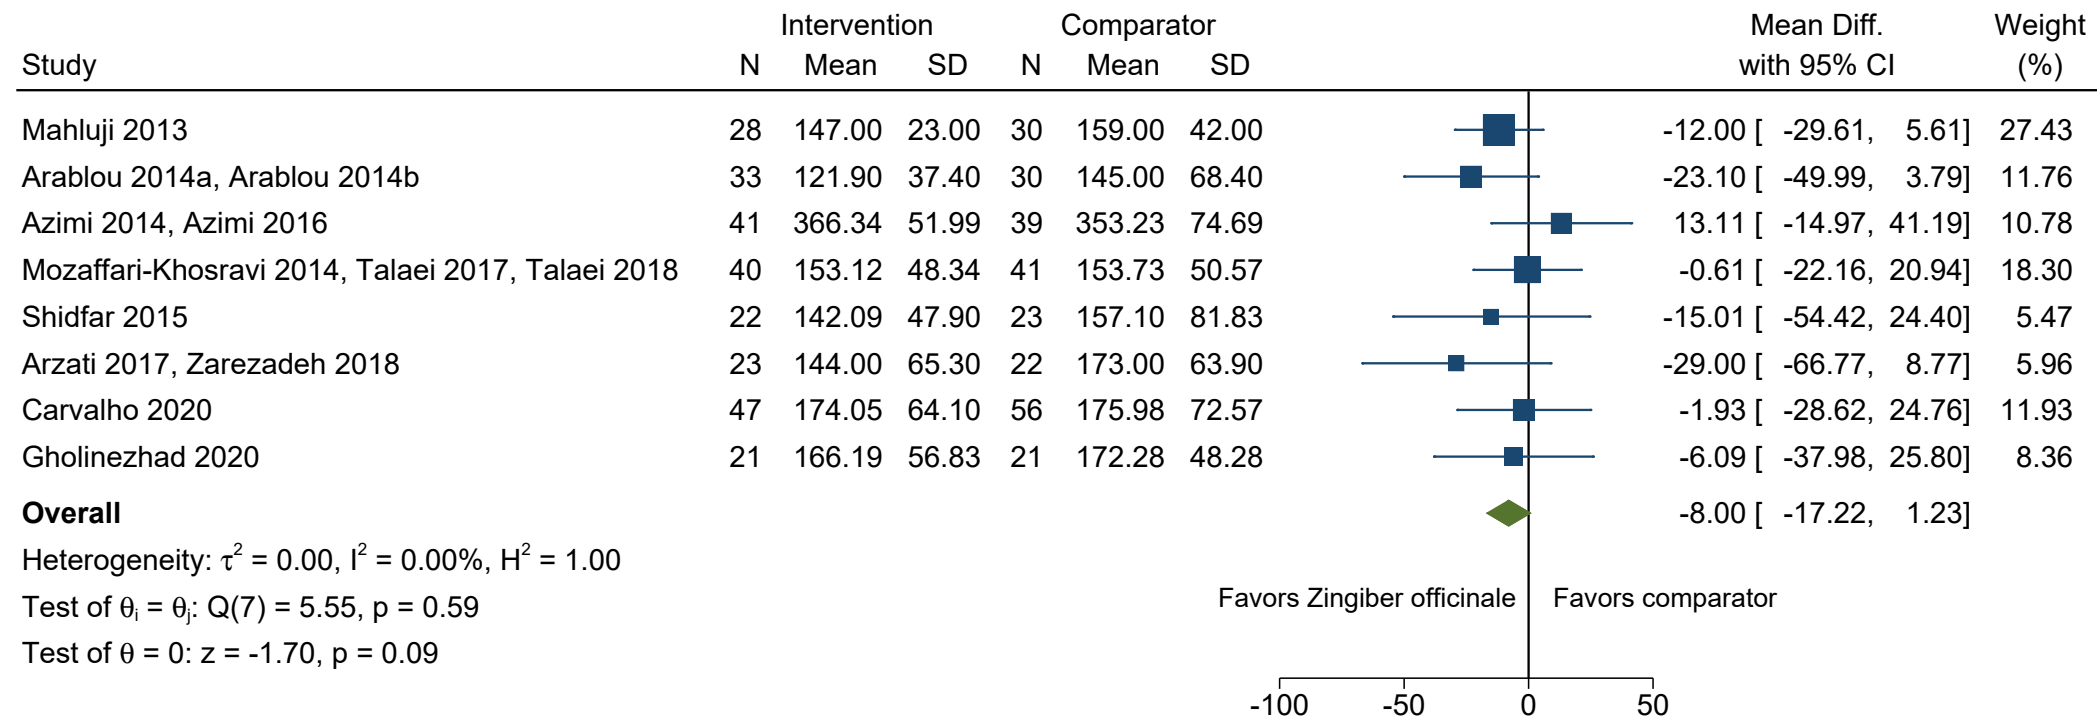 Intervention Comparator Mean Diff. Weight
Study N Mean SD N Mean SD with 95% CI (%)
Mahluji 2013 28 147.00 23.00 30 159.00 42.00 -12.00 [ -29.61, 5.61] 27.43
Arablou 2014a, Arablou 2014b 33 121.90 37.40 30 145.00 68.40 -23.10 [ -49.99, 3.79] 11.76
Azimi 2014, Azimi 2016 41 366.34 51.99 39 353.23 74.69 13.11 [ -14.97, 41.19] 10.78
Mozaffari-Khosravi 2014, Talaei 2017, Talaei 2018 40 153.12 48.34 41 153.73 50.57 -0.61 [ -22.16, 20.94] 18.30
Shidfar 2015 22 142.09 47.90 23 157.10 81.83 -15.01 [ -54.42, 24.40] 5.47
Arzati 2017, Zarezadeh 2018 23 144.00 65.30 22 173.00 63.90 -29.00 [ -66.77, 8.77] 5.96
Carvalho 2020 47 174.05 64.10 56 175.98 72.57 -1.93 [ -28.62, 24.76] 11.93
Gholinezhad 2020 21 166.19 56.83 21 172.28 48.28 -6.09 [ -37.98, 25.80] 8.36
Overall -8.00 [ -17.22, 1.23]
Heterogeneity: τ² = 0.00, I² = 0.00%, H² = 1.00
Favors Zingiber officinale Favors comparator
Test of θᵢ = θⱼ: Q(7) = 5.55, p = 0.59
Test of θ = 0: z = -1.70, p = 0.09
-100 -50 0 50